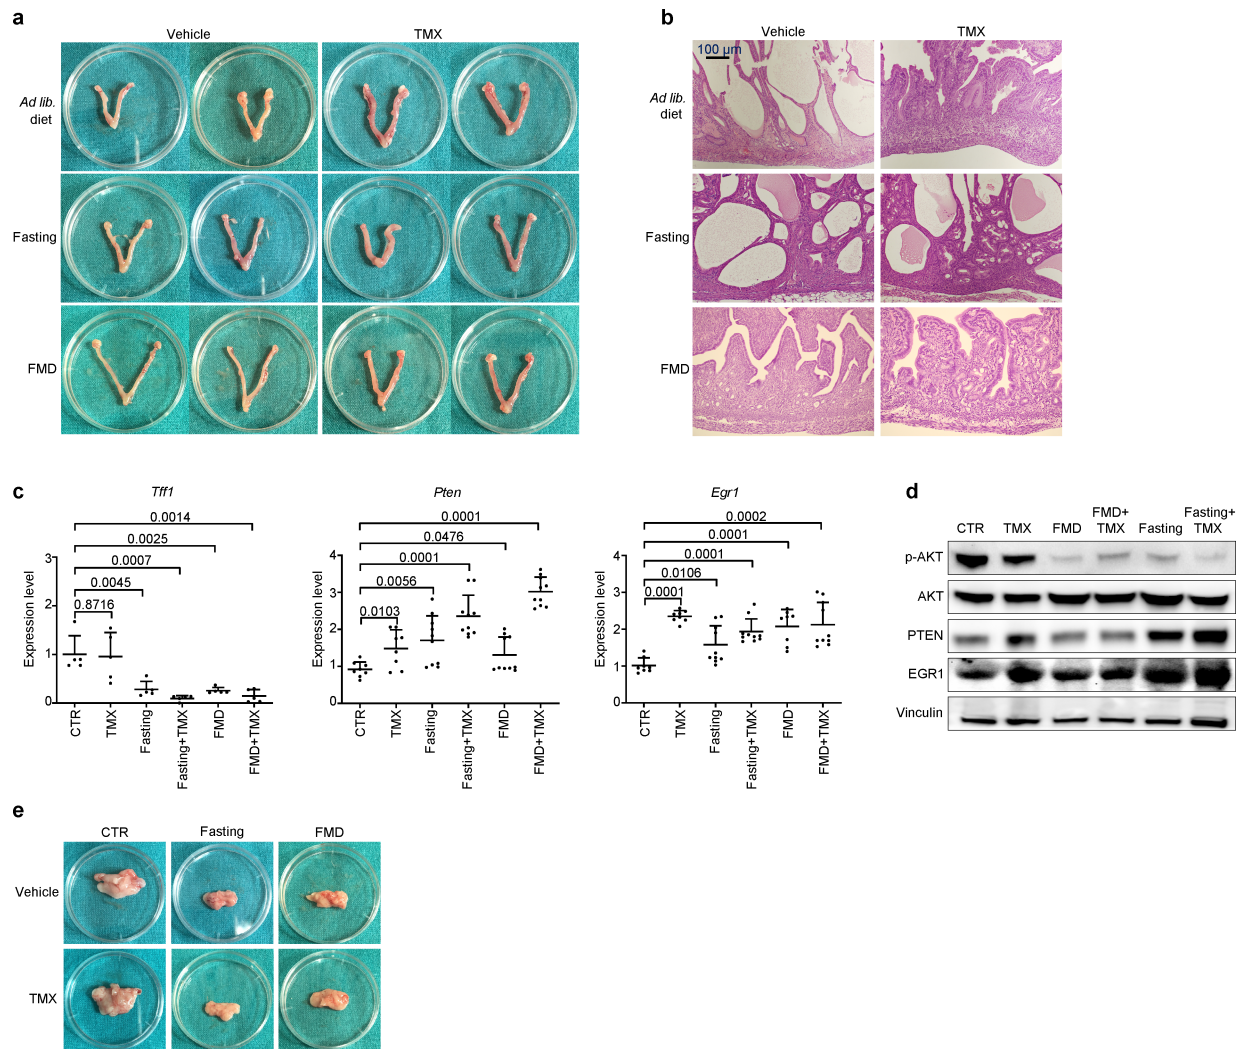 a
Vehicle
TMX
Ad lib.
diet
Fasting
FMD
b
Vehicle
TMX
100 µm
Ad lib.
diet
Fasting
FMD
c
Tff1
0.0014
0.0025
0.0007
0.0045
0.8716
3
2
1
0
Expression level
CTR
TMX
Fasting
Fasting+TMX
FMD
FMD+TMX
Pten
0.0001
0.0476
0.0001
0.0056
0.0103
4
3
2
1
0
Expression level
CTR
TMX
Fasting
Fasting+TMX
FMD
FMD+TMX
Egr1
0.0002
0.0001
0.0001
0.0106
0.0001
4
3
2
1
0
Expression level
CTR
TMX
Fasting
Fasting+TMX
FMD
FMD+TMX
d
CTR
TMX
FMD
FMD+
TMX
Fasting
Fasting+
TMX
p-AKT
AKT
PTEN
EGR1
Vinculin
e
CTR
Fasting
FMD
Vehicle
TMX